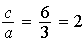 c/a = 6/3 = 2